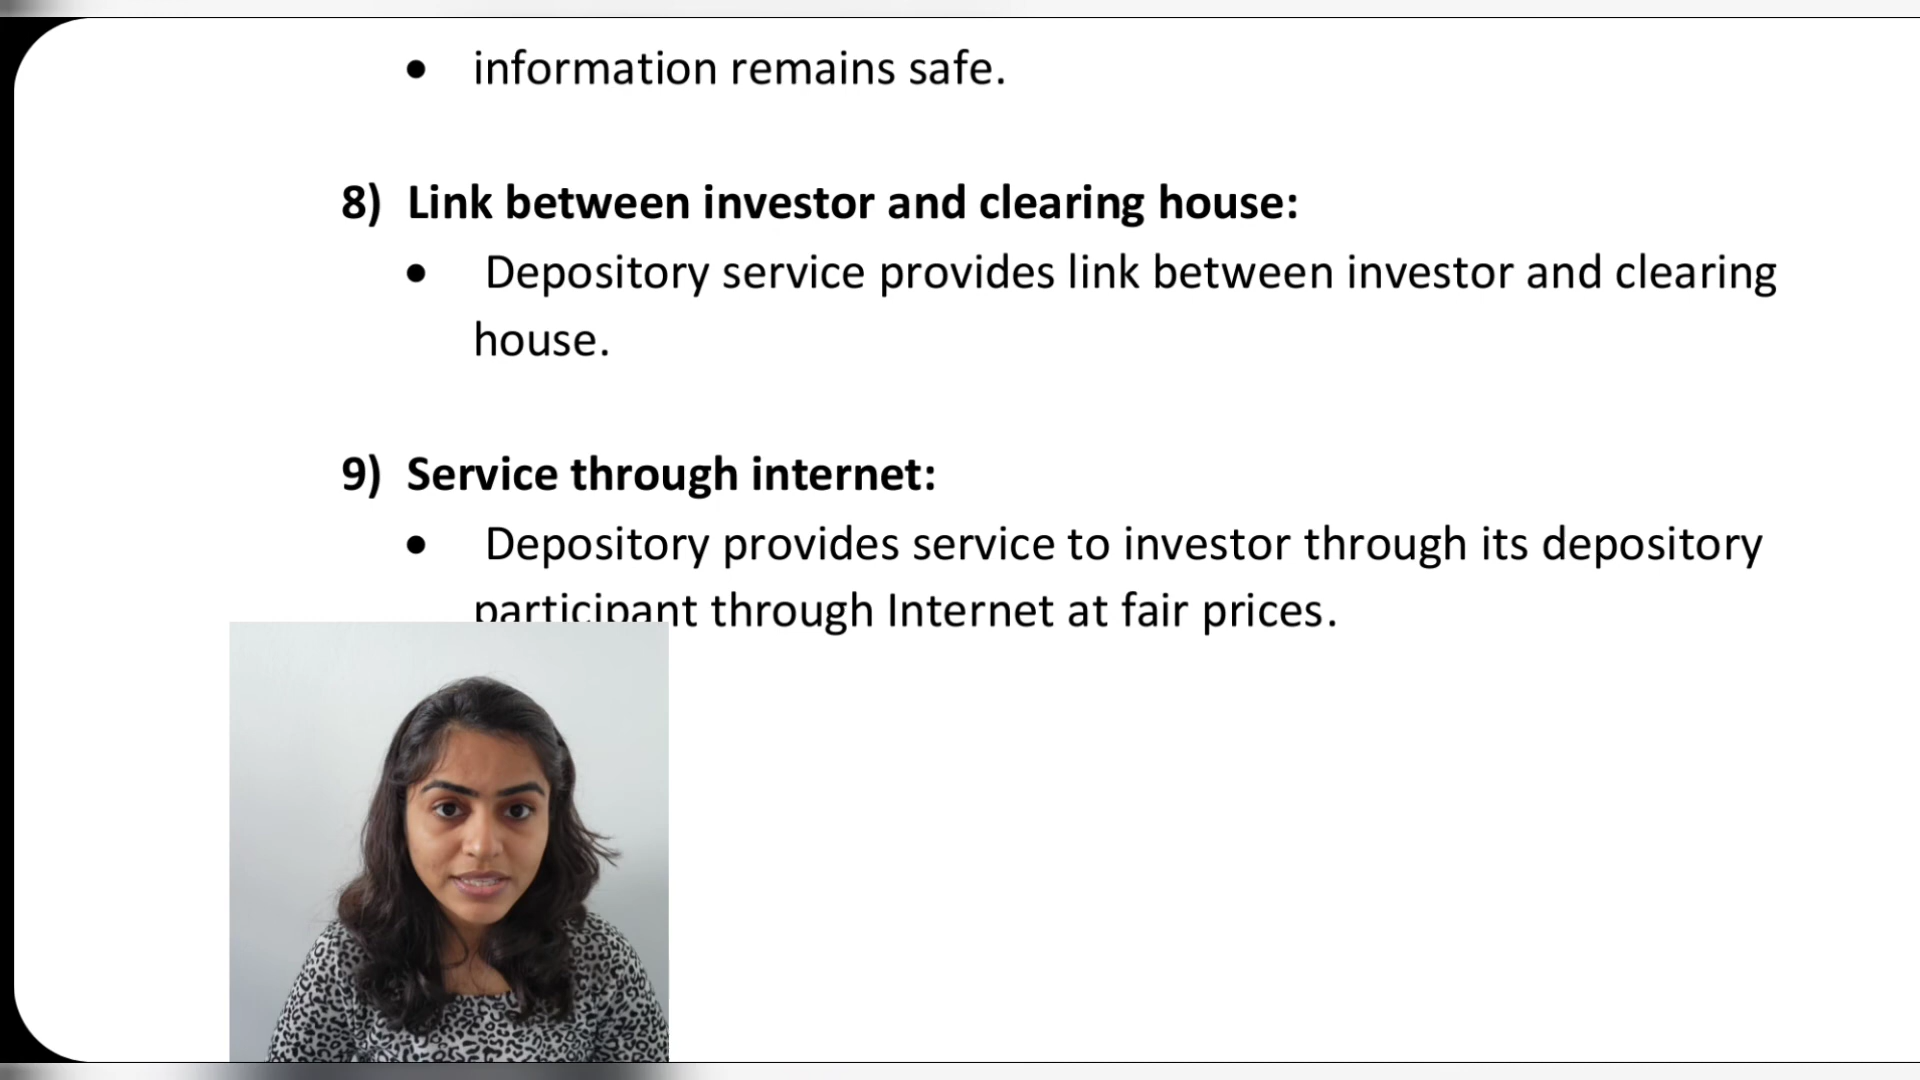 • information remains safe.
8) Link between investor and clearing house:
• Depository service provides link between investor and clearing
house.
9) Service through internet:
• Depository provides service to investor through its depository
participant through Internet at fair prices.